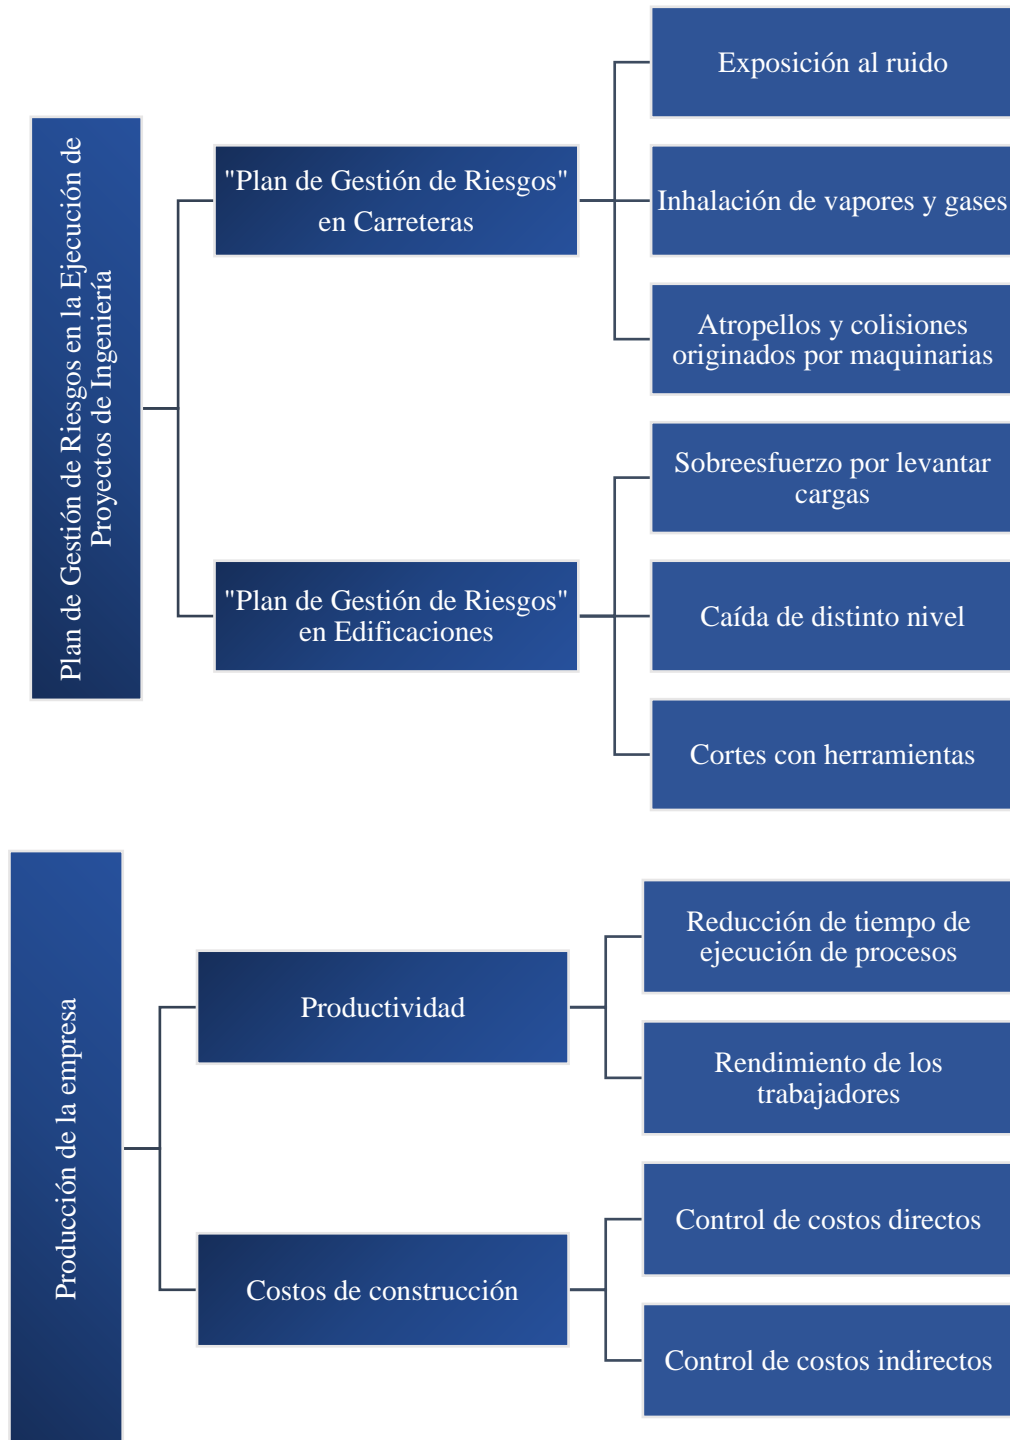 Plan de Gestión de Riesgos en la Ejecución de
Proyectos de Ingeniería
"Plan de Gestión de Riesgos"
en Carreteras
Exposición al ruido
Inhalación de vapores y gases
Atropellos y colisiones
originados por maquinarias
"Plan de Gestión de Riesgos"
en Edificaciones
Sobreesfuerzo por levantar
cargas
Caída de distinto nivel
Cortes con herramientas
Producción de la empresa
Productividad
Reducción de tiempo de
ejecución de procesos
Rendimiento de los
trabajadores
Costos de construcción
Control de costos directos
Control de costos indirectos